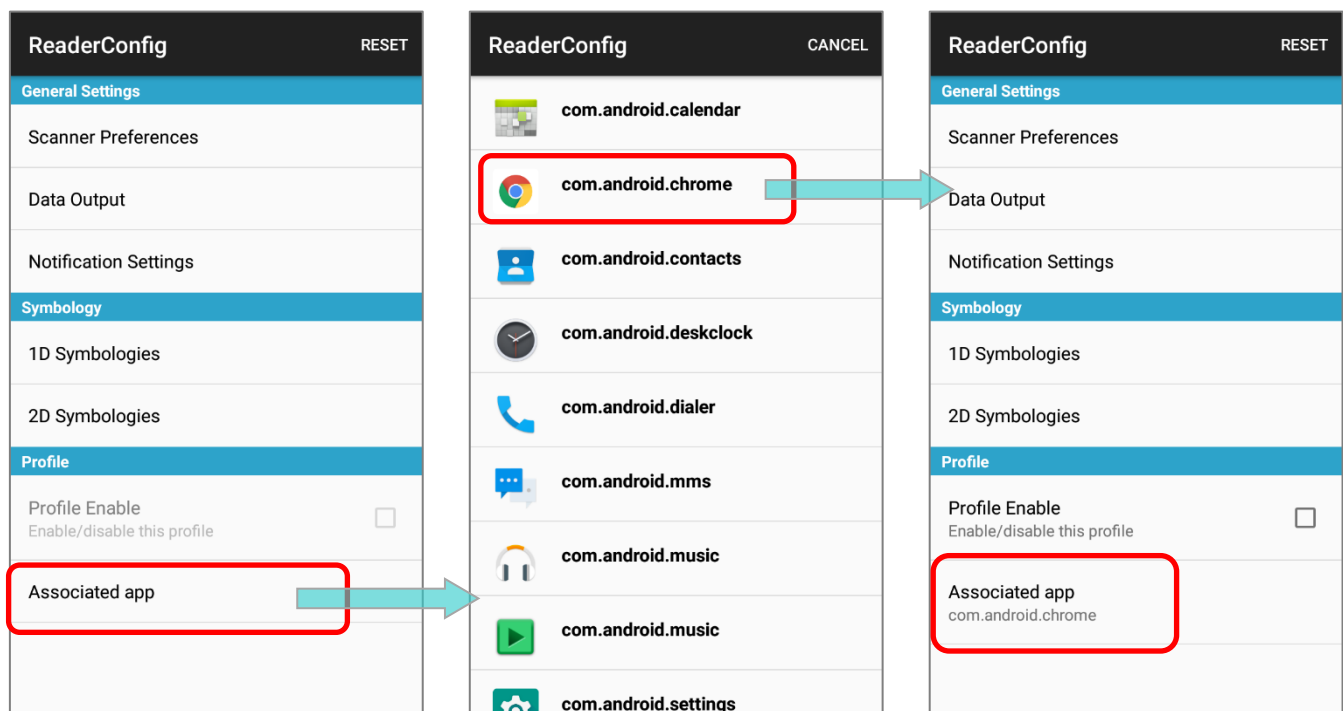 ReaderConfig
RESET
General Settings
Scanner Preferences
Data Output
Notification Settings
Symbology
1D Symbologies
2D Symbologies
Profile
Profile Enable
Enable/disable this profile
Associated app
ReaderConfig
CANCEL
com.android.calendar
com.android.chrome
com.android.contacts
com.android.deskclock
com.android.dialer
com.android.mms
com.android.music
com.android.music
com.android.settings
ReaderConfig
RESET
General Settings
Scanner Preferences
Data Output
Notification Settings
Symbology
1D Symbologies
2D Symbologies
Profile
Profile Enable
Enable/disable this profile
Associated app
com.android.chrome